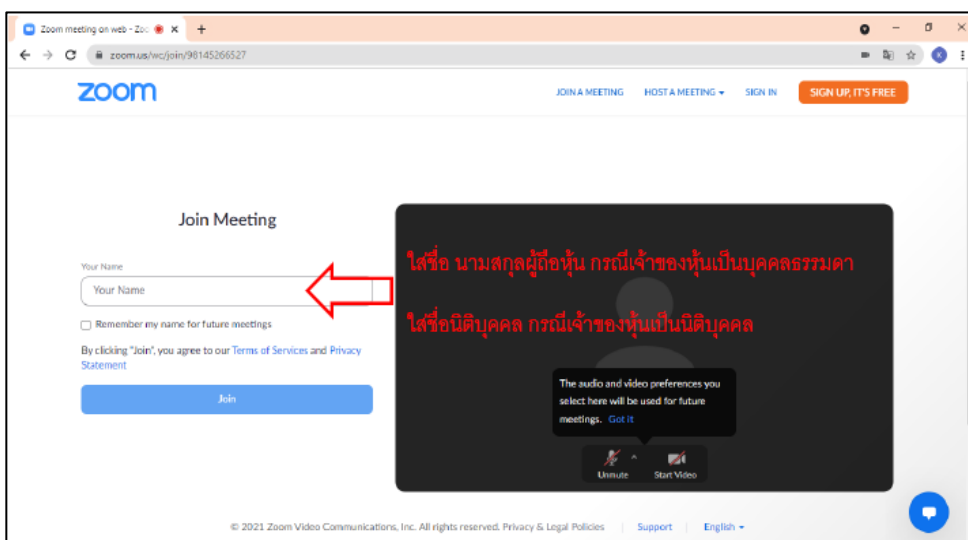 Zoom meeting on web - Zoo
zoom.us/wc/join/98145266527
K
zoom
JOIN A MEETING
HOST A MEETING
SIGN IN
SIGN UP, IT'S FREE
Join Meeting
Your Name
Your Name
Remember my name for future meetings
By clicking "Join", you agree to our Terms of Services and Privacy
Statement
Join
ใส่ชื่อ นามสกุลผู้ถือหุ้น กรณีเจ้าของหุ้นเป็นบุคคลธรรมดา
ใส่ชื่อนิติบุคคล กรณีเจ้าของหุ้นเป็นนิติบุคคล
The audio and video preferences you
select here will be used for future
meetings. Got it
Unmute
Start Video
© 2021 Zoom Video Communications, Inc. All rights reserved. Privacy & Legal Policies | Support | English